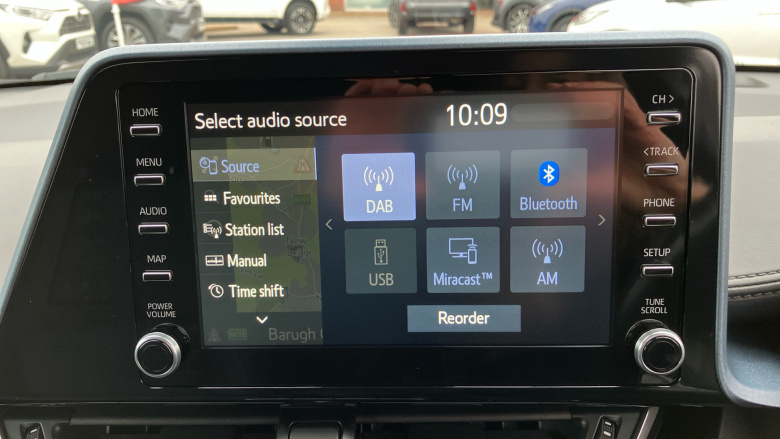 Select audio source
10:09
HOME
MENU
AUDIO
MAP
POWER
VOLUME
Source
Favourites
Station list
Manual
Time shift
Barugh
DAB
FM
Bluetooth
USB
Miracast™
AM
Reorder
CH >
< TRACK
PHONE
SETUP
TUNE
SCROLL